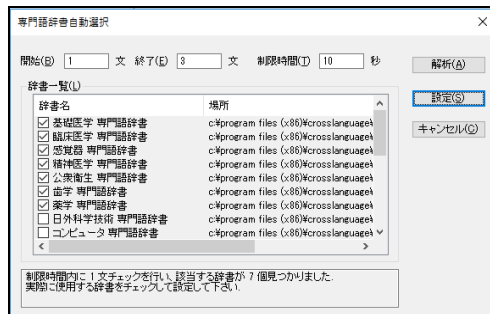 専門語辞書自動選択
開始(B) 1 文 終了(E) 3 文 制限時間(T) 10 秒
解析(A)
辞書一覧(L)
設定(S)
キャンセル(C)
辞書名 場所
基礎医学 専門語辞書 c:¥program files (x86)¥crosslanguage¥
臨床医学 専門語辞書 c:¥program files (x86)¥crosslanguage¥
感覚器 専門語辞書 c:¥program files (x86)¥crosslanguage¥
精神医学 専門語辞書 c:¥program files (x86)¥crosslanguage¥
公衆衛生 専門語辞書 c:¥program files (x86)¥crosslanguage¥
歯学 専門語辞書 c:¥program files (x86)¥crosslanguage¥
薬学 専門語辞書 c:¥program files (x86)¥crosslanguage¥
日外科学技術 専門語辞書 c:¥program files (x86)¥crosslanguage¥
コンピュータ 専門語辞書 c:¥program files (x86)¥crosslanguage¥
制限時間内に 1 文チェックを行い、該当する辞書が 7 個見つかりました.
実際に使用する辞書をチェックして設定して下さい.